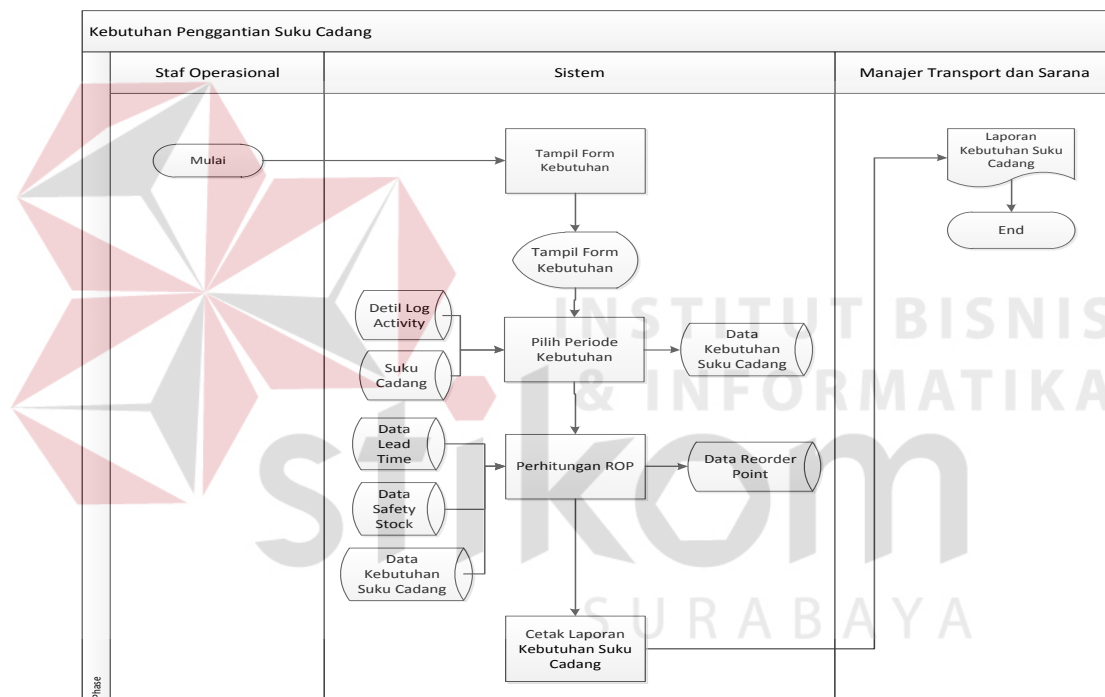 Kebutuhan Penggantian Suku Cadang
Staf Operasional
Sistem
Manajer Transport dan Sarana
Mulai
Tampil Form
Kebutuhan
Laporan
Kebutuhan Suku
Cadang
End
Tampil Form
Kebutuhan
Detil Log
Activity
Suku
Cadang
Pilih Periode
Kebutuhan
Data
Kebutuhan
Suku Cadang
Data
Lead
Time
Data
Safety
Stock
Data
Kebutuhan
Suku Cadang
Perhitungan ROP
Data Reorder
Point
Cetak Laporan
Kebutuhan Suku
Cadang
Phase
INSTITUT BISNIS
& INFORMATIKA
stikom
SURABAYA